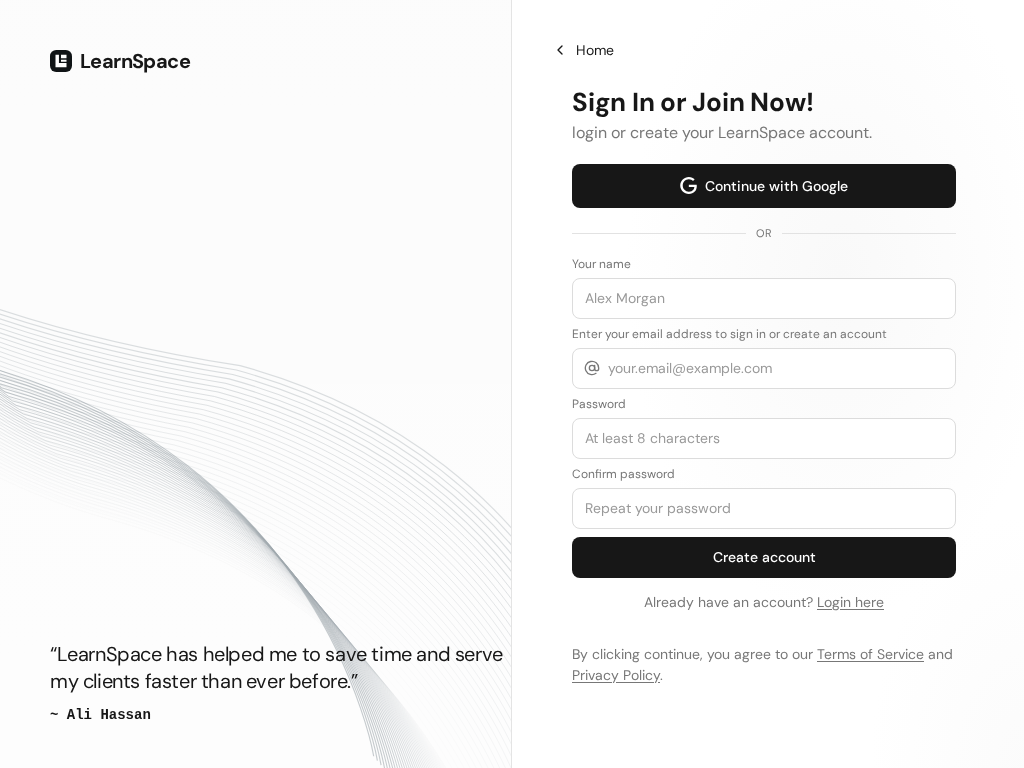 LearnSpace
“LearnSpace has helped me to save time and serve
my clients faster than ever before.”
~ Ali Hassan
Home
Sign In or Join Now!
login or create your LearnSpace account.
Continue with Google
OR
Your name
Alex Morgan
Enter your email address to sign in or create an account
your.email@example.com
Password
At least 8 characters
Confirm password
Repeat your password
Create account
Already have an account? Login here
By clicking continue, you agree to our Terms of Service and
Privacy Policy.